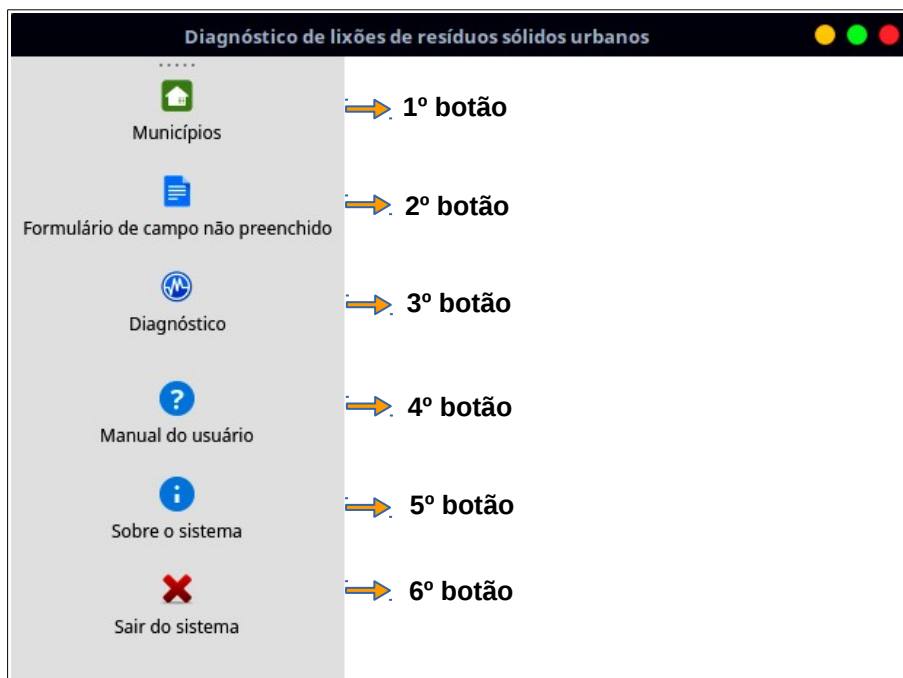 Diagnóstico de lixões de resíduos sólidos urbanos
Municípios
1º botão
Formulário de campo não preenchido
2º botão
Diagnóstico
3º botão
Manual do usuário
4º botão
Sobre o sistema
5º botão
Sair do sistema
6º botão